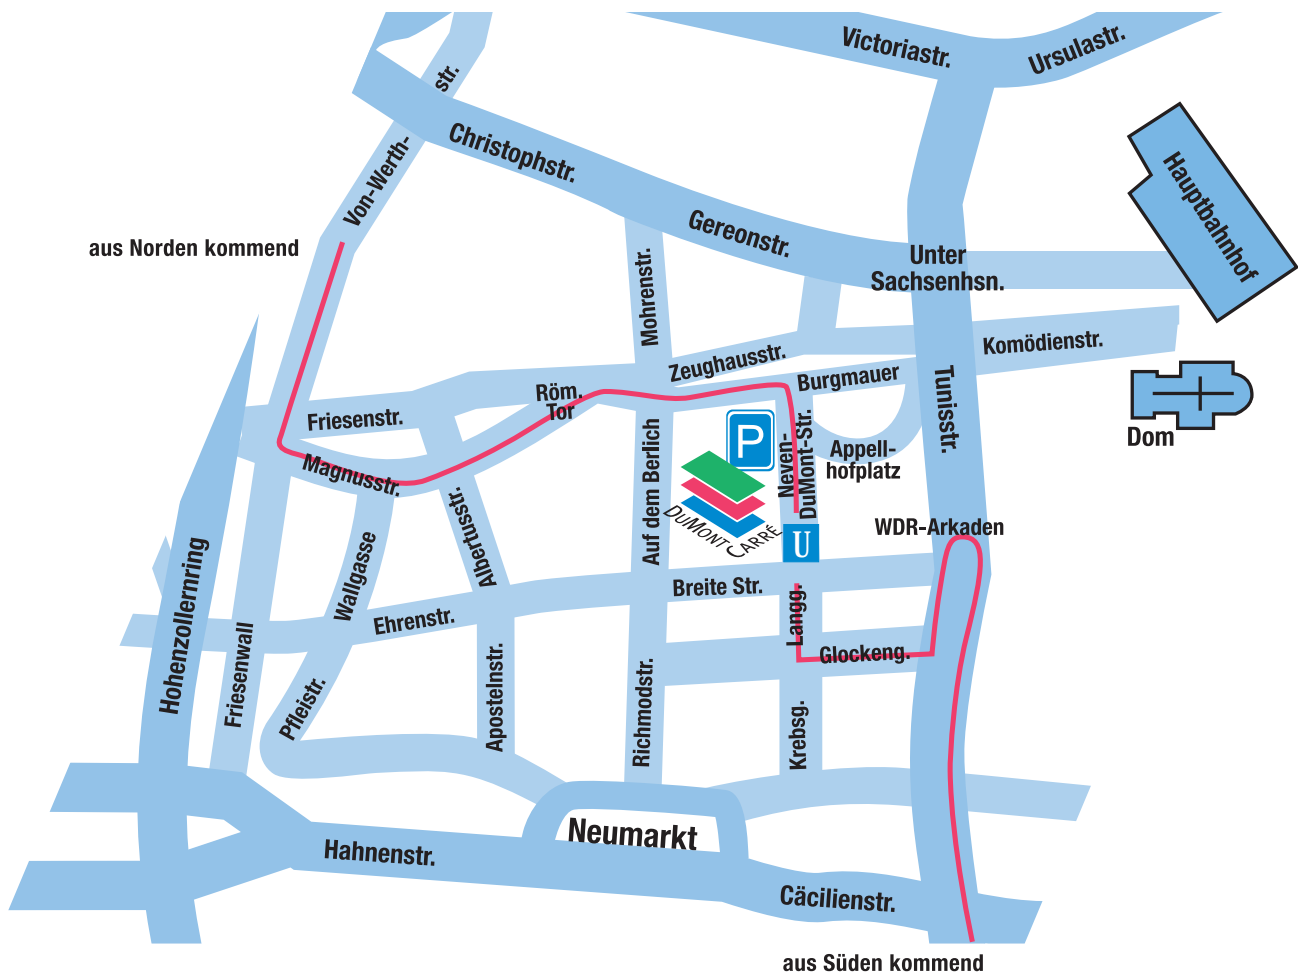 Victoriastr.
Ursulastr.
str.
Christophstr.
Von-Werth-
Hauptbahnhof
Gereonstr.
aus Norden kommend
Unter
Sachsenhsn.
Mohrenstr.
Komödienstr.
Zeughausstr.
Burgmauer
Röm.
Tor
Friesenstr.
Tunisstr.
Dom
P
Neven-
DuMont-Str.
Appell-
hofplatz
Magnusstr.
Auf dem Berlich
DuMont Carré
Albertusstr.
WDR-Arkaden
U
Wallgasse
Breite Str.
Ehrenstr.
Langg.
Glockeng.
Hohenzollernring
Friesenwall
Pfleistr.
Apostelnstr.
Richmodstr.
Krebsg.
Neumarkt
Hahnenstr.
Cäcilienstr.
aus Süden kommend